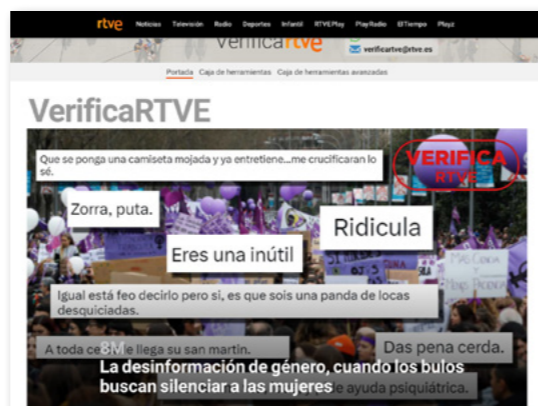 rtve Noticias Televisión Radio Deportes Infantil RTVEPlay PlayRadio ElTiempo Playz
Verificartve
verificartve@rtve.es
Portada Caja de herramientas Caja de herramientas avanzadas
VerificaRTVE
Que se ponga una camiseta mojada y ya entretiene...me crucificaran lo
sé.
VERIFICA
RTVE
Zorra, puta.
Ridicula
Eres una inútil
Igual está feo decirlo pero si, es que sois una panda de locas
desquiciadas.
A toda ce le llega su san martin.
Das pena cerda.
8M
La desinformación de género, cuando los bulos
buscan silenciar a las mujeres
e ayuda psiquiátrica.